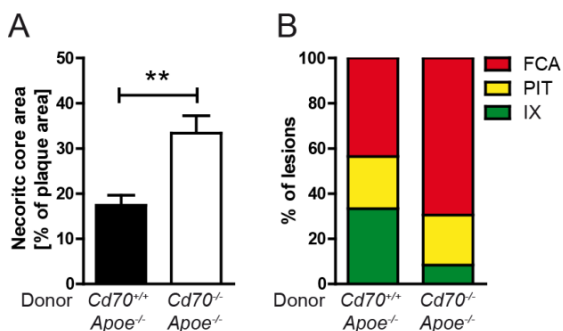 A
Necoritc core area
[% of plaque area]
50
40
30
20
10
0
**
Donor Cd70+/+ Cd70-/-
Apoe-/- Apoe-/-
B
% of lesions
100
80
60
40
20
0
FCA
PIT
IX
Donor Cd70+/+ Cd70-/-
Apoe-/- Apoe-/-